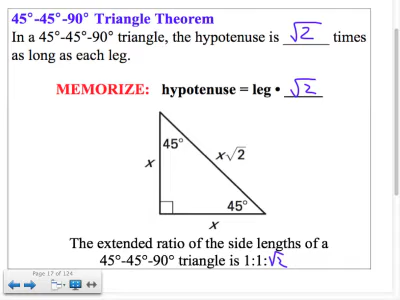 45°-45°-90° Triangle Theorem
In a 45°-45°-90° triangle, the hypotenuse is √2 times
as long as each leg.
MEMORIZE: hypotenuse = leg • √2
45°
x
x√2
45°
x
The extended ratio of the side lengths of a
45°-45°-90° triangle is 1:1:√2
Page 17 of 124